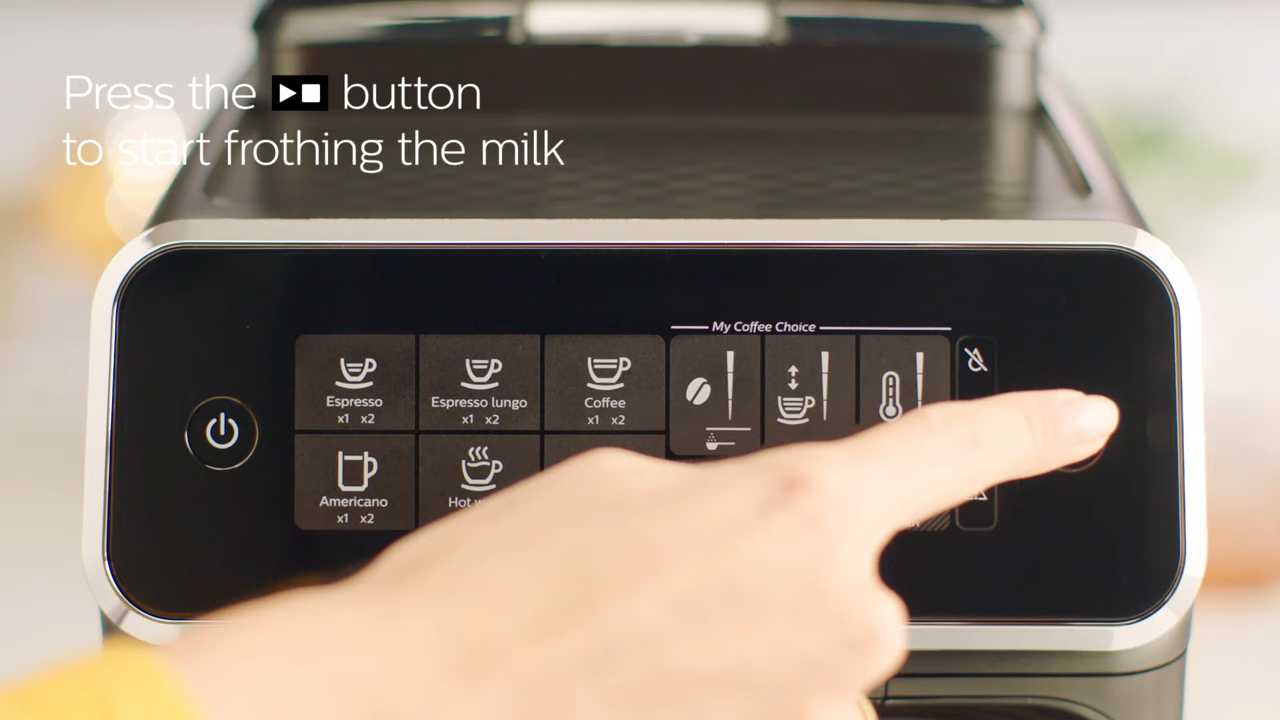 Press the button
to start frothing the milk
My Coffee Choice
Espresso
x1 x2
Espresso lungo
x1 x2
Coffee
x1 x2
Americano
x1 x2
Hot